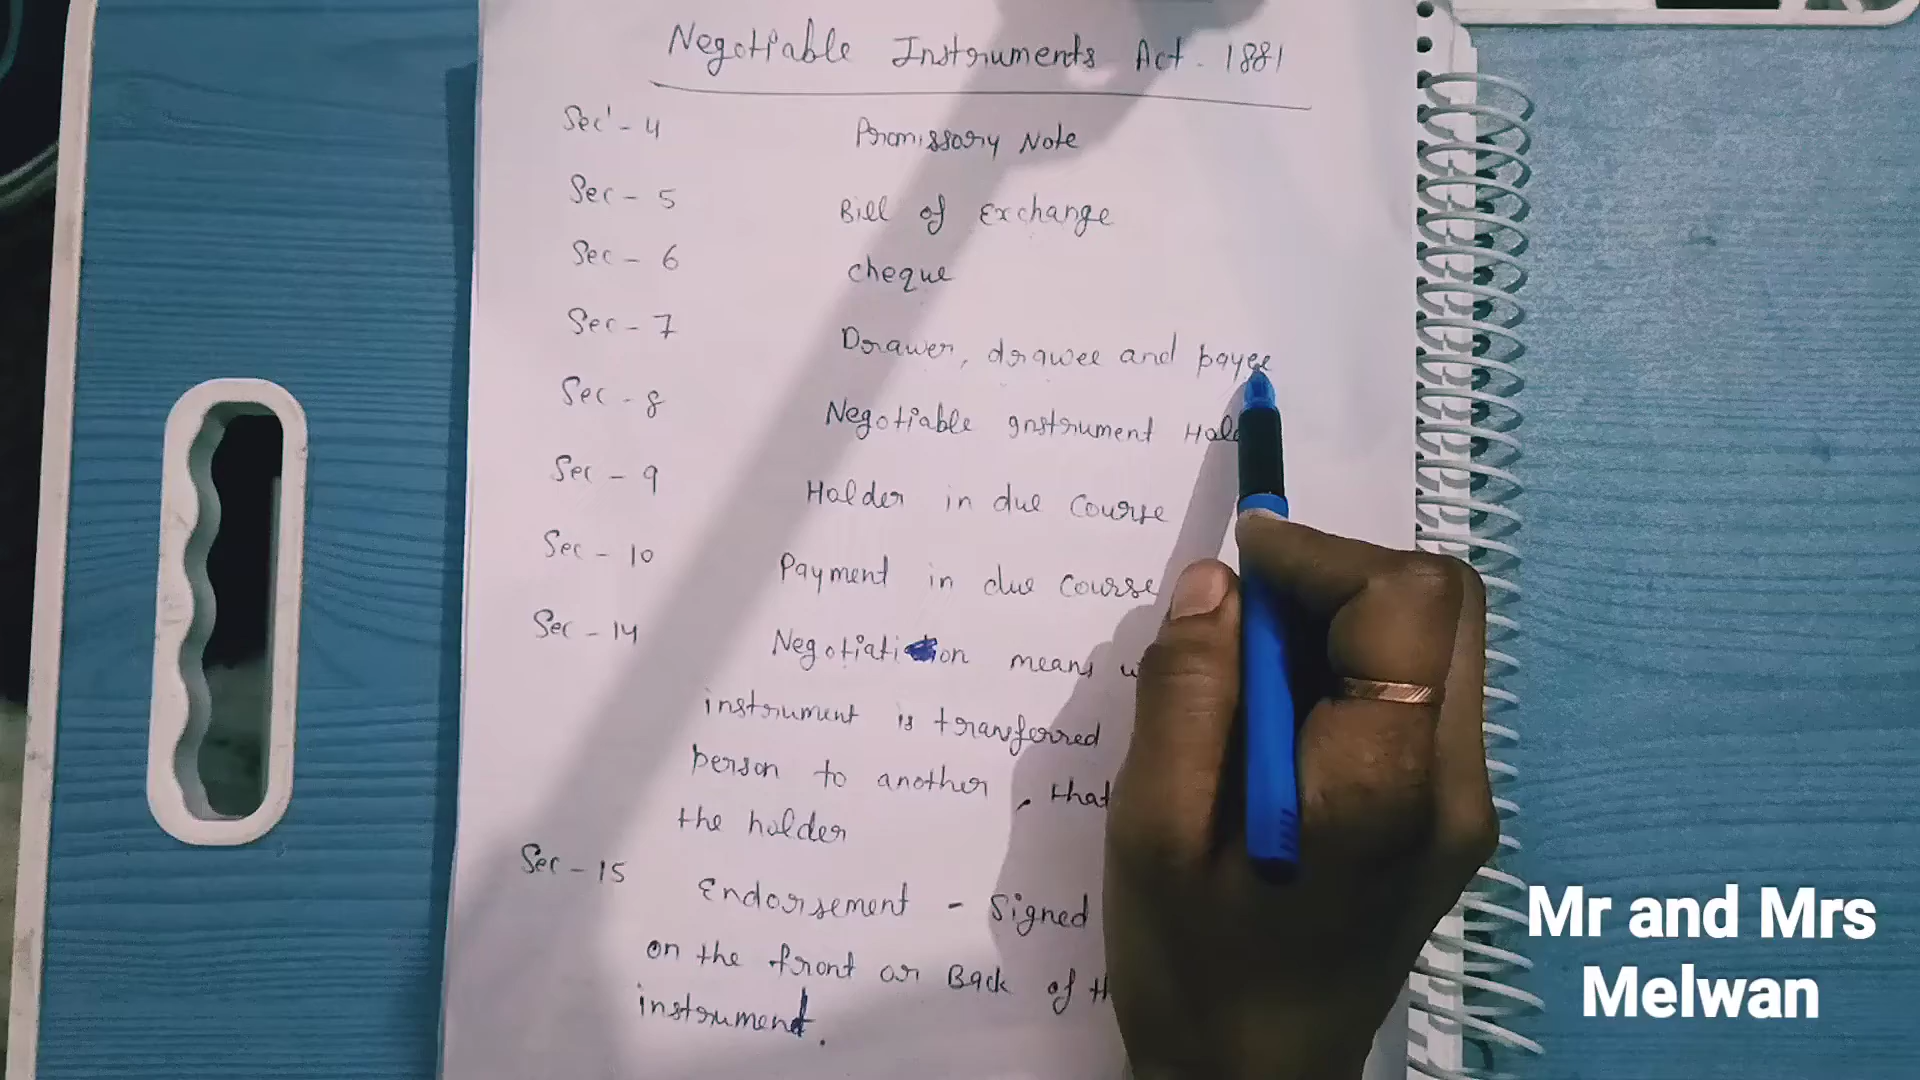 Negotiable Instruments Act. 1881
Sec - 4 Promissory Note
Sec - 5 Bill of Exchange
Sec - 6 cheque
Sec - 7 Drawer, drawee and payee
Sec - 8 Negotiable Instrument
Sec - 9 Holder in due course
Sec - 10 Payment in due course
Sec - 14 Negotiation means
instrument is transferred
person to another, that
the holder
Sec - 15 Endorsement - signed
on the front or Back of
instrument.
Mr and Mrs
Melwan